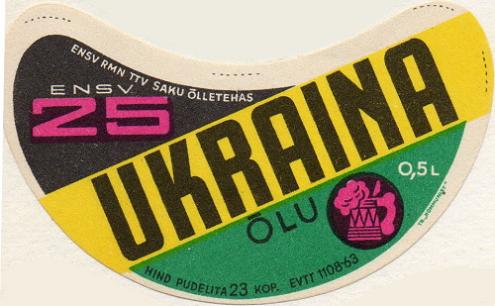 ENSV RMN TTV SAKU ÕLLETEHAS
ENSV
25
UKRAINA
ÕLU
0,5 L
HIND PUDELITA 23 KOP. EVTT 1108-63